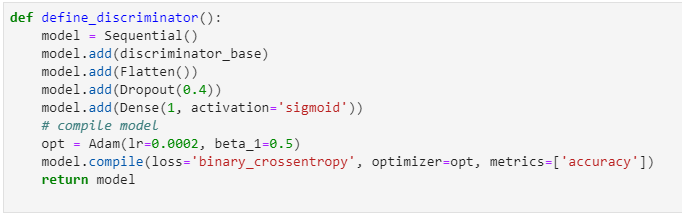 def define_discriminator():
    model = Sequential()
    model.add(discriminator_base)
    model.add(Flatten())
    model.add(Dropout(0.4))
    model.add(Dense(1, activation='sigmoid'))
    # compile model
    opt = Adam(lr=0.0002, beta_1=0.5)
    model.compile(loss='binary_crossentropy', optimizer=opt, metrics=['accuracy'])
    return model